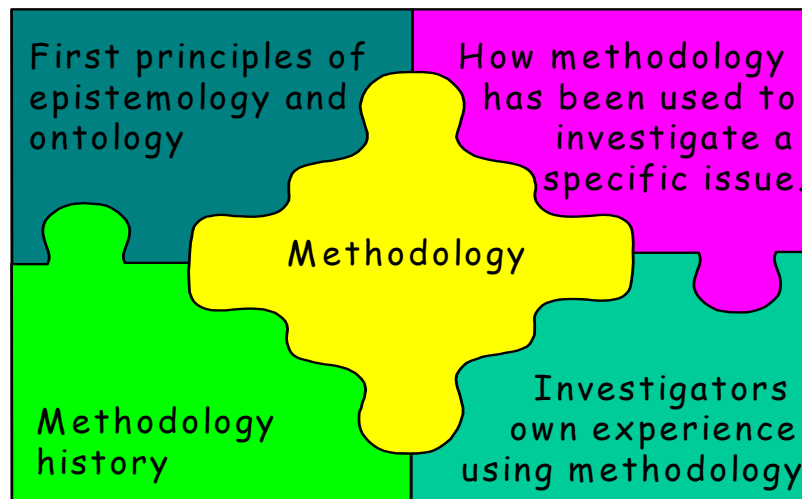 First principles of
epistemology and
ontology
How methodology
has been used to
investigate a
specific issue.
Methodology
Methodology
history
Investigators
own experience
using methodology